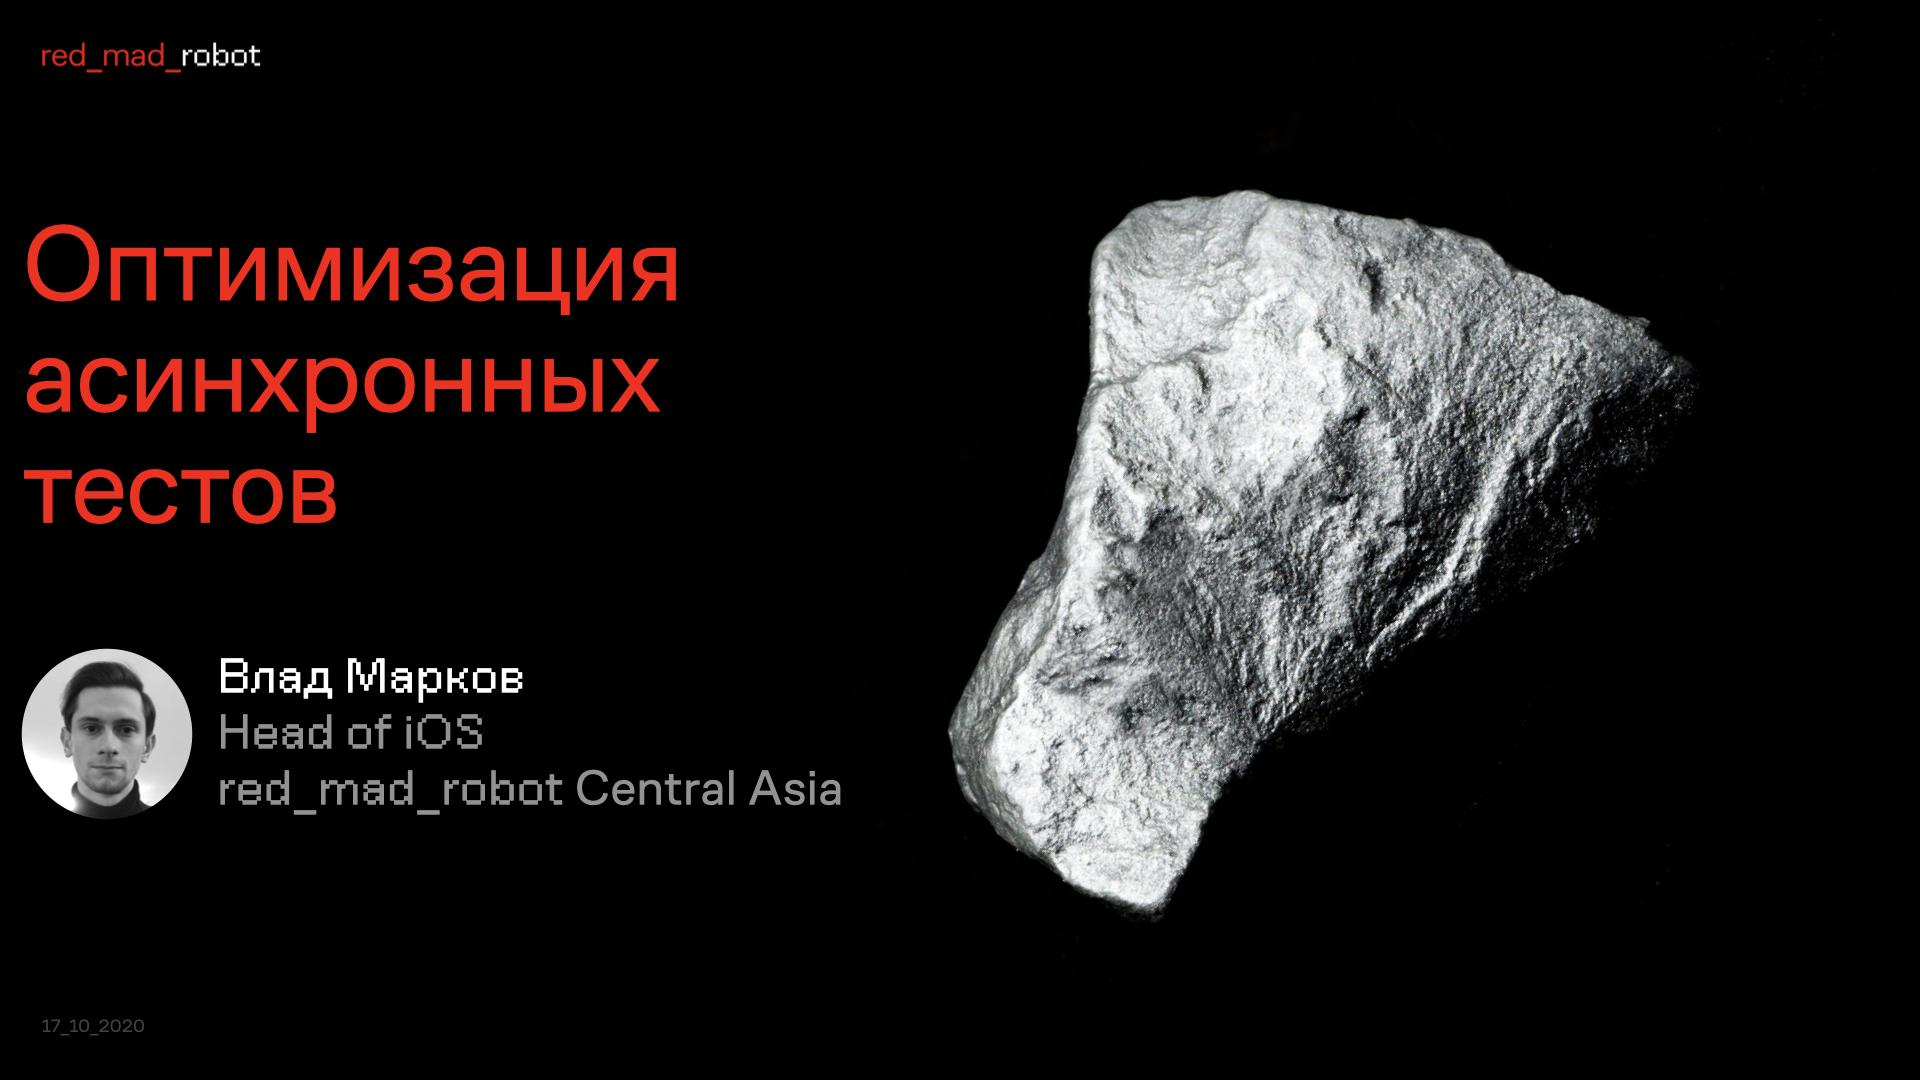 red_mad_robot
Оптимизация
асинхронных
тестов
Влад Марков
Head of iOS
red_mad_robot Central Asia
17_10_2020